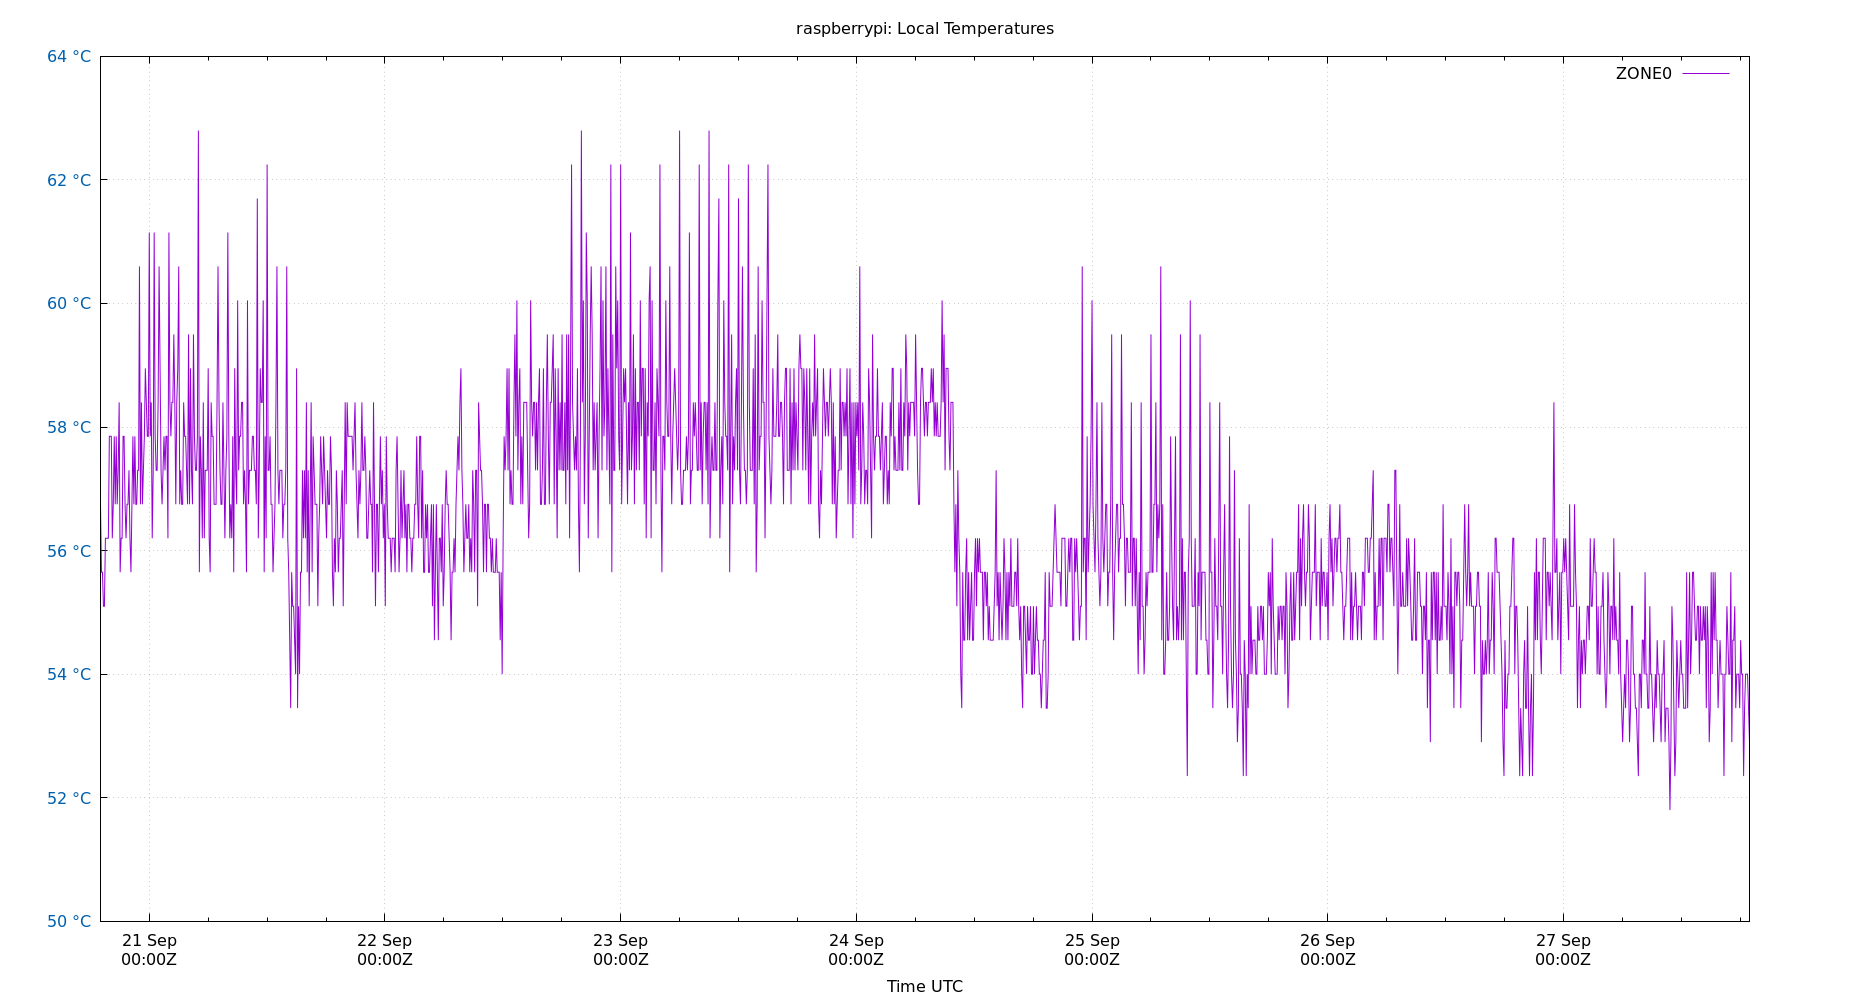 raspberrypi: Local Temperatures
64 °C
ZONE0
62 °C
60 °C
58 °C
56 °C
54 °C
52 °C
50 °C
21 Sep 22 Sep 23 Sep 24 Sep 25 Sep 26 Sep 27 Sep
00:00Z 00:00Z 00:00Z 00:00Z 00:00Z 00:00Z 00:00Z
Time UTC